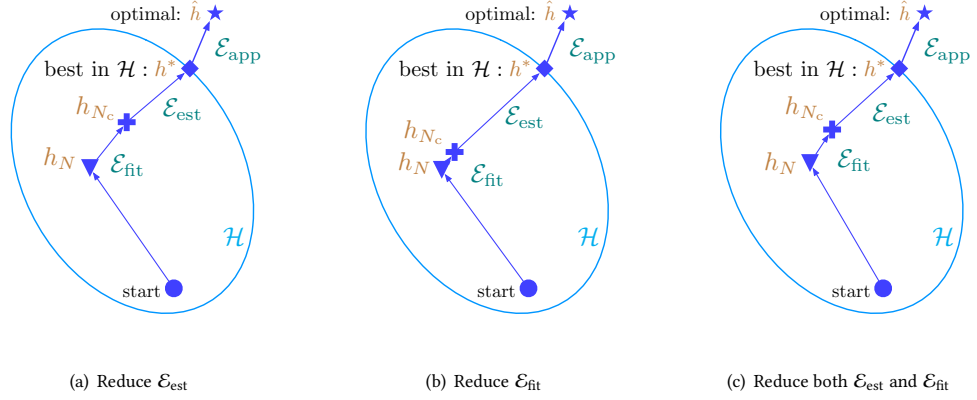 optimal: ĥ
ℰ_app
best in ℋ : h*
h_{N_c}
ℰ_est
h_N
ℰ_fit
ℋ
start
(a) Reduce ℰ_est
optimal: ĥ
ℰ_app
best in ℋ : h*
h_{N_c}
ℰ_est
h_N
ℰ_fit
ℋ
start
(b) Reduce ℰ_fit
optimal: ĥ
ℰ_app
best in ℋ : h*
h_{N_c}
ℰ_est
h_N
ℰ_fit
ℋ
start
(c) Reduce both ℰ_est and ℰ_fit